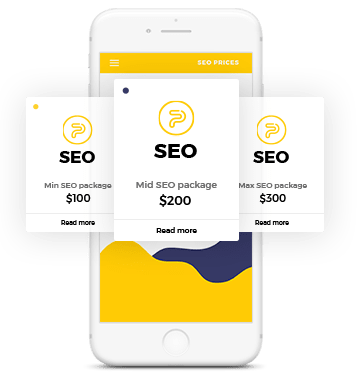 SEO PRICES
SEO
Min SEO package
$100
Read more
SEO
Mid SEO package
$200
Read more
SEO
Max SEO package
$300
Read more